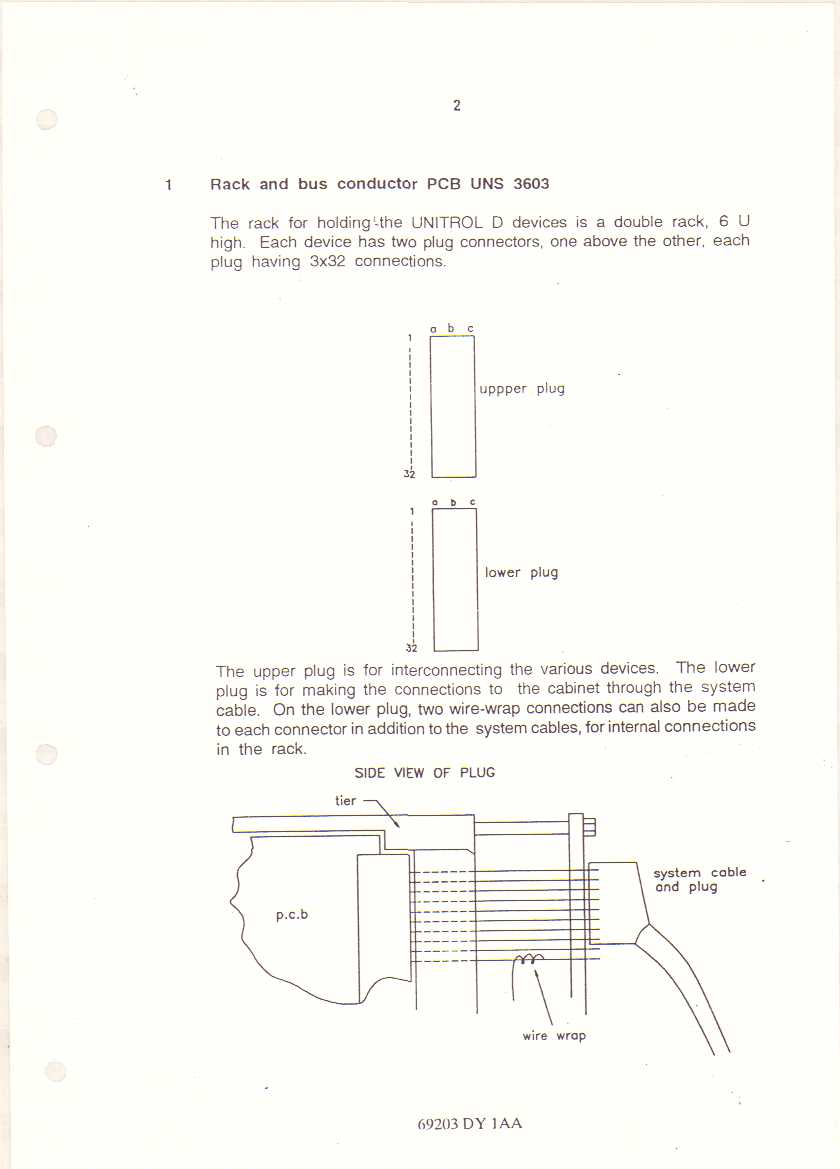 2
1 Rack and bus conductor PCB UNS 3603
The rack for holding the UNITROL D devices is a double rack, 6 U
high. Each device has two plug connectors, one above the other, each
plug having 3x32 connections.
a b c
1
uppper plug
32
a b c
1
lower plug
32
The upper plug is for interconnecting the various devices. The lower
plug is for making the connections to the cabinet through the system
cable. On the lower plug, two wire-wrap connections can also be made
to each connector in addition to the system cables, for internal connections
in the rack.
SIDE VIEW OF PLUG
tier
system cable
and plug
p.c.b
wire wrap
69203 DY 1AA